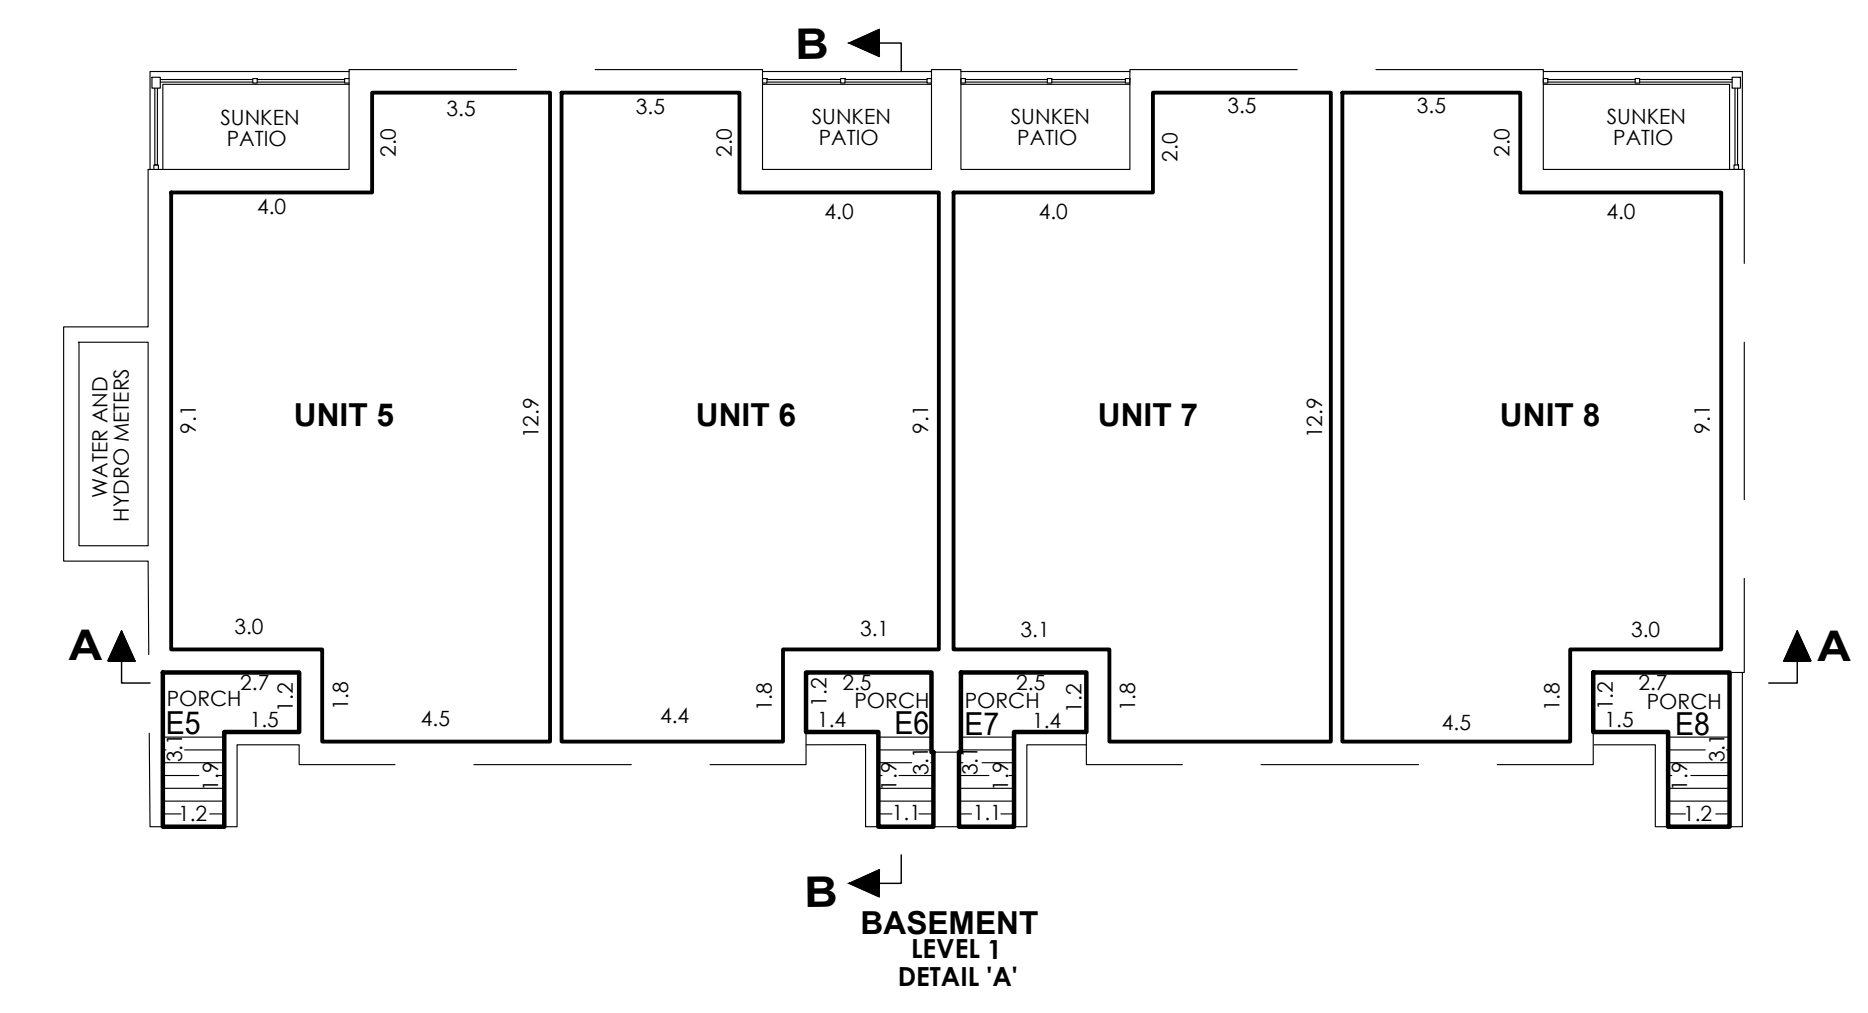 B
SUNKEN
PATIO
SUNKEN
PATIO
SUNKEN
PATIO
SUNKEN
PATIO
3.5
3.5
3.5
3.5
2.0
2.0
2.0
2.0
4.0
4.0
4.0
4.0
WATER AND
HYDRO METERS
9.1
UNIT 5
12.9
UNIT 6
9.1
UNIT 7
12.9
UNIT 8
9.1
3.0
3.1
3.1
3.0
A
A
PORCH
E5
2.7
1.2
1.5
3.1
1.9
1.2
1.8
4.5
4.4
1.8
1.2
2.5
PORCH
1.4
E6
1.9
3.1
1.1
2.5
PORCH
E7
1.2
1.4
3.1
1.9
1.1
1.8
4.5
1.8
1.2
2.7
PORCH
1.5
E8
1.9
3.1
1.2
B
BASEMENT
LEVEL 1
DETAIL 'A'